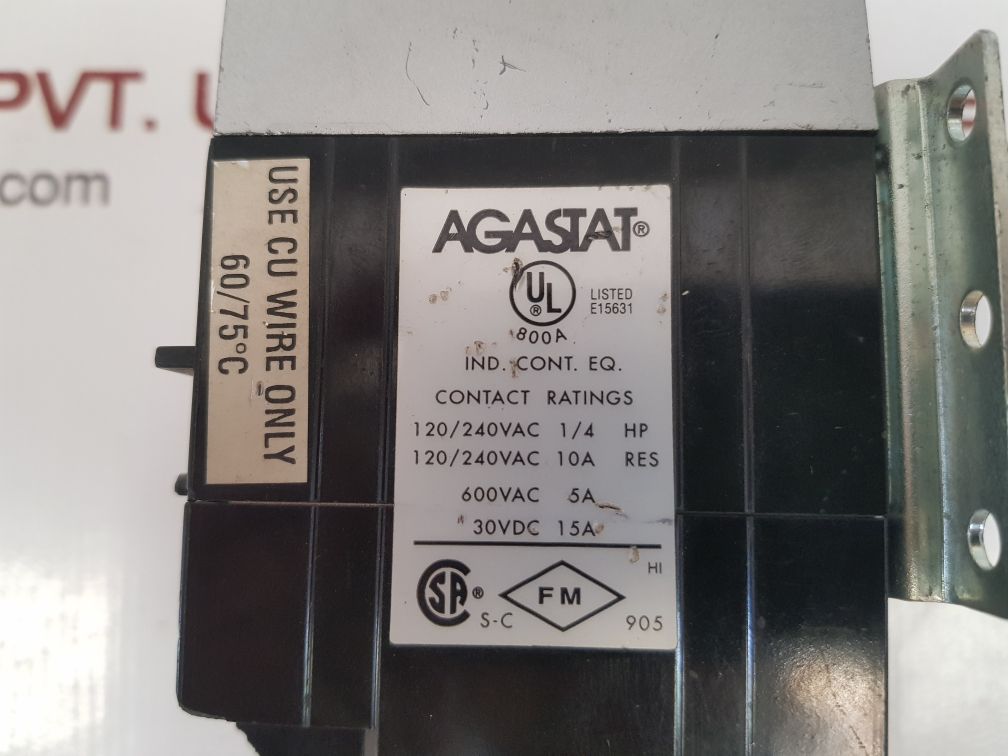 PVT.
com
USE CU WIRE ONLY
60/75°C
AGASTAT®
UL® LISTED
E15631
800A
IND. CONT. EQ.
CONTACT RATINGS
120/240VAC 1/4 HP
120/240VAC 10A RES
600VAC 5A
30VDC 15A
HI
CSA® S-C
FM
905